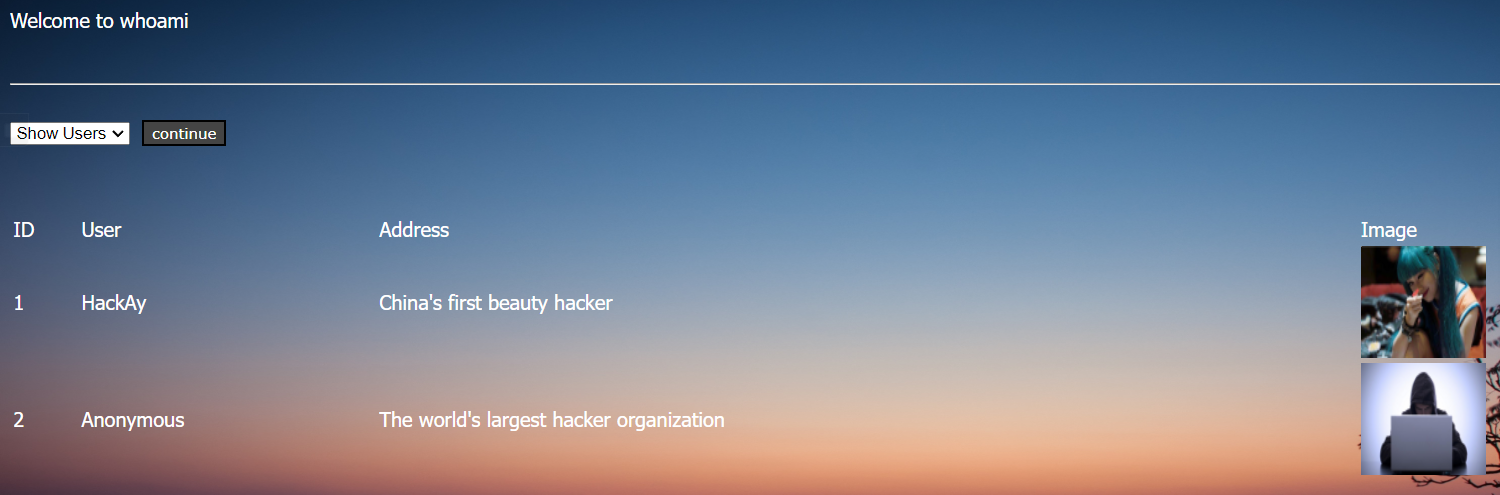 Welcome to whoami
Show Users continue
ID User Address Image
1 HackAy China's first beauty hacker
2 Anonymous The world's largest hacker organization